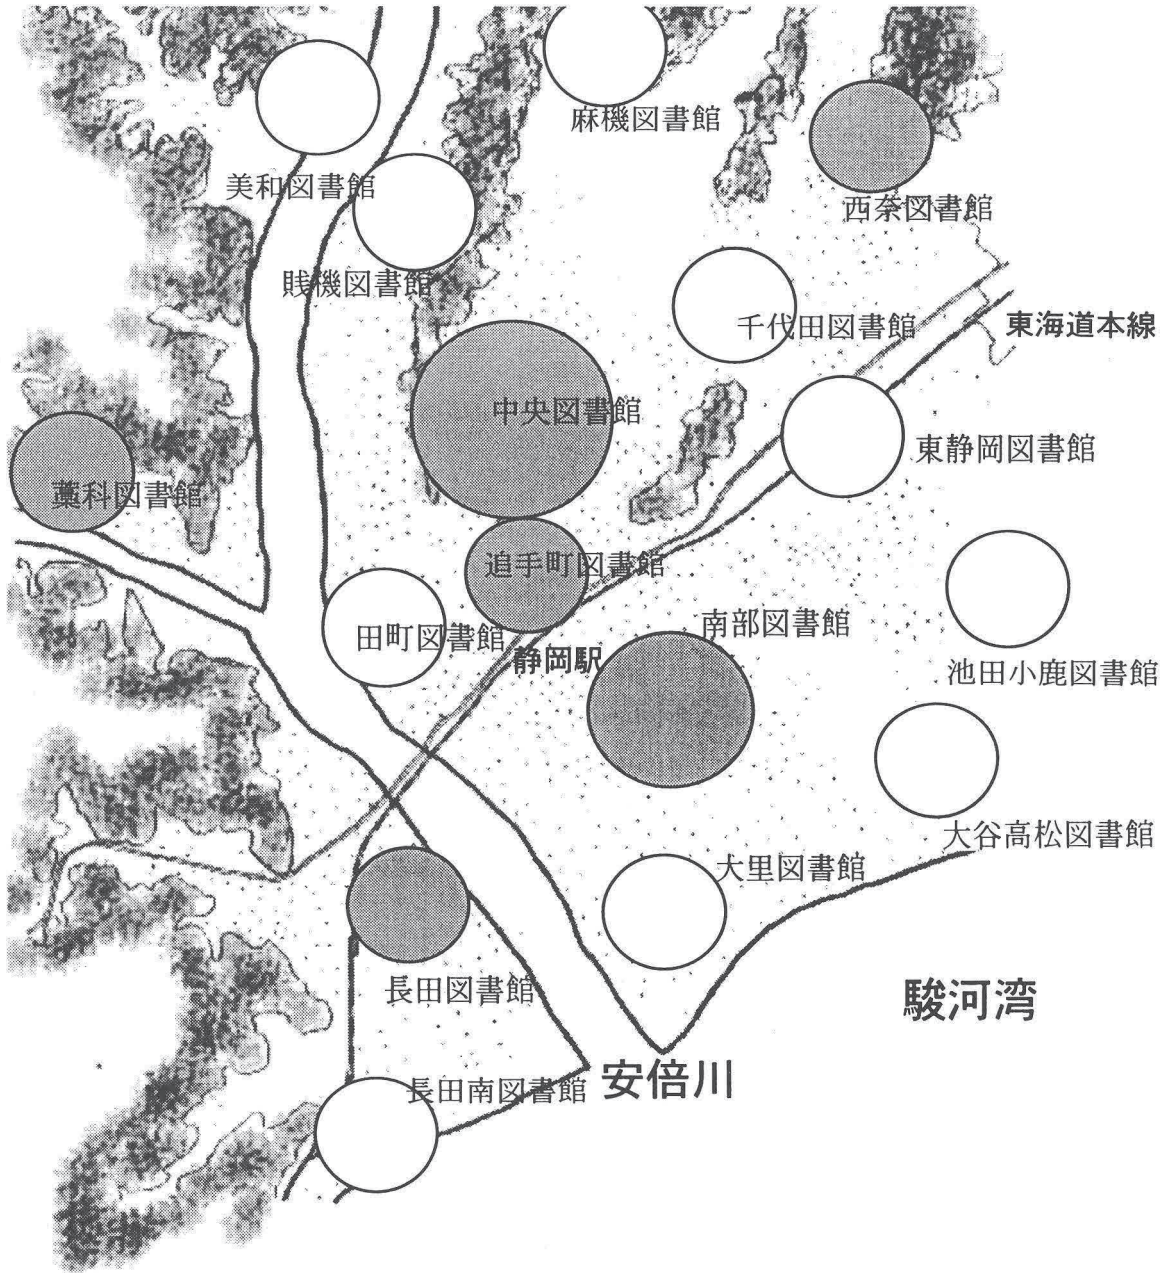 麻機図書館
美和図書館
西奈図書館
賎機図書館
千代田図書館
東海道本線
中央図書館
東静岡図書館
藁科図書館
追手町図書館
南部図書館
田町図書館
静岡駅
池田小鹿図書館
大谷高松図書館
大里図書館
長田図書館
駿河湾
安倍川
長田南図書館